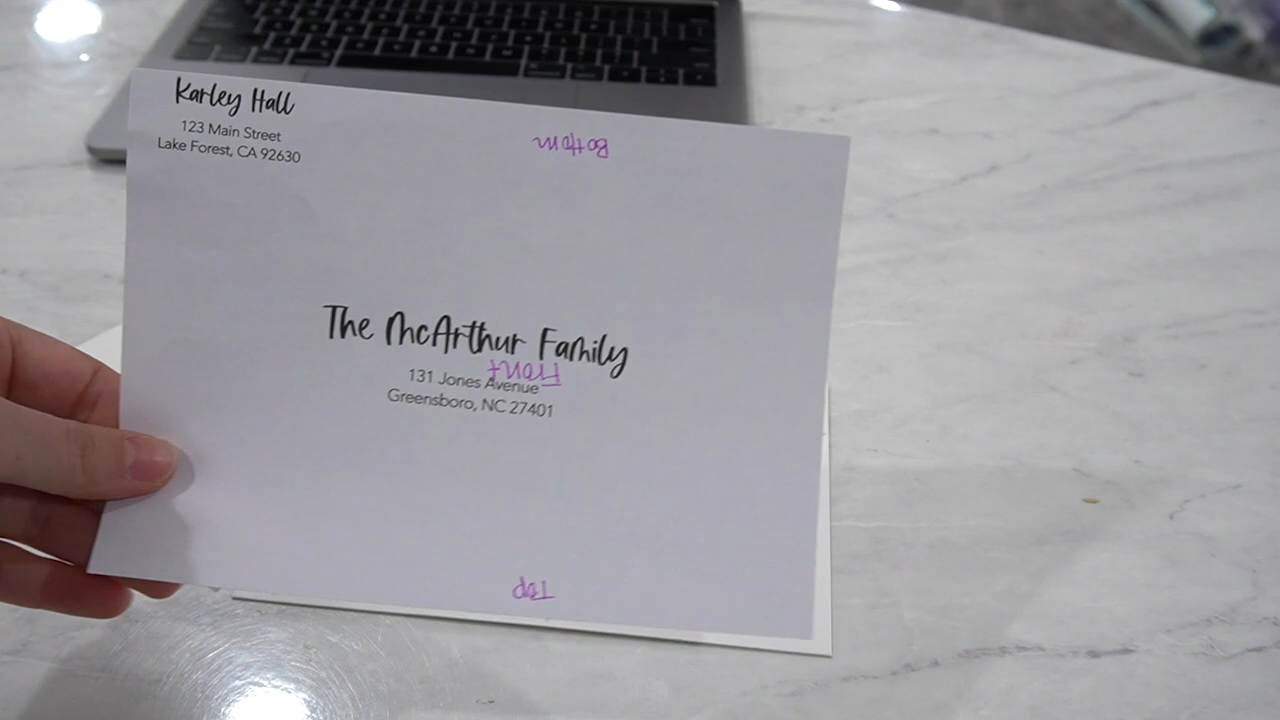 Karley Hall
123 Main Street
Lake Forest, CA 92630
Bottom
The McArthur Family
Front
131 Jones Avenue
Greensboro, NC 27401
Top